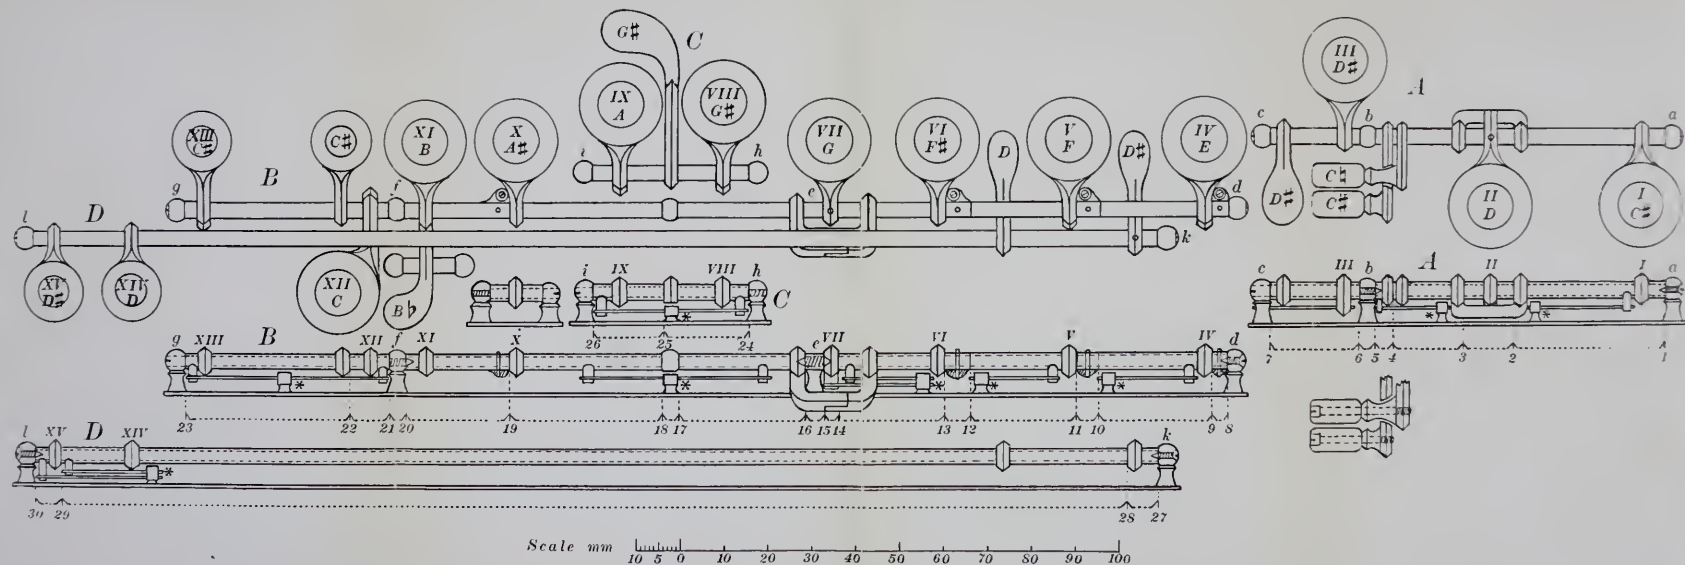 G♯
C
III
D♯
A
IX
A
VIII
G♯
XIII
C♯
C♯
XI
B
X
A♯
VII
G
VI
F♯
D
V
F
D♯
IV
E
c
b
a
C♯
C♯
D♯
II
D
I
C♯
i
h
B
g
f
e
d
l
D
k
XV
D♯
XIV
D
XII
C
B♭
i
IX
VIII
h
C
*
26
25
24
c
III
b
A
II
I
a
*
*
7
6
5
4
3
2
1
g
B
XIII
XII
f
XI
X
e
VII
VI
V
IV
d
*
*
*
*
*
23
22
21
20
19
18
17
16
15
14
13
12
11
10
9
8
l
XV
D
XIV
k
*
30
29
28
27
Scale mm
10
5
0
10
20
30
40
50
60
70
80
90
100